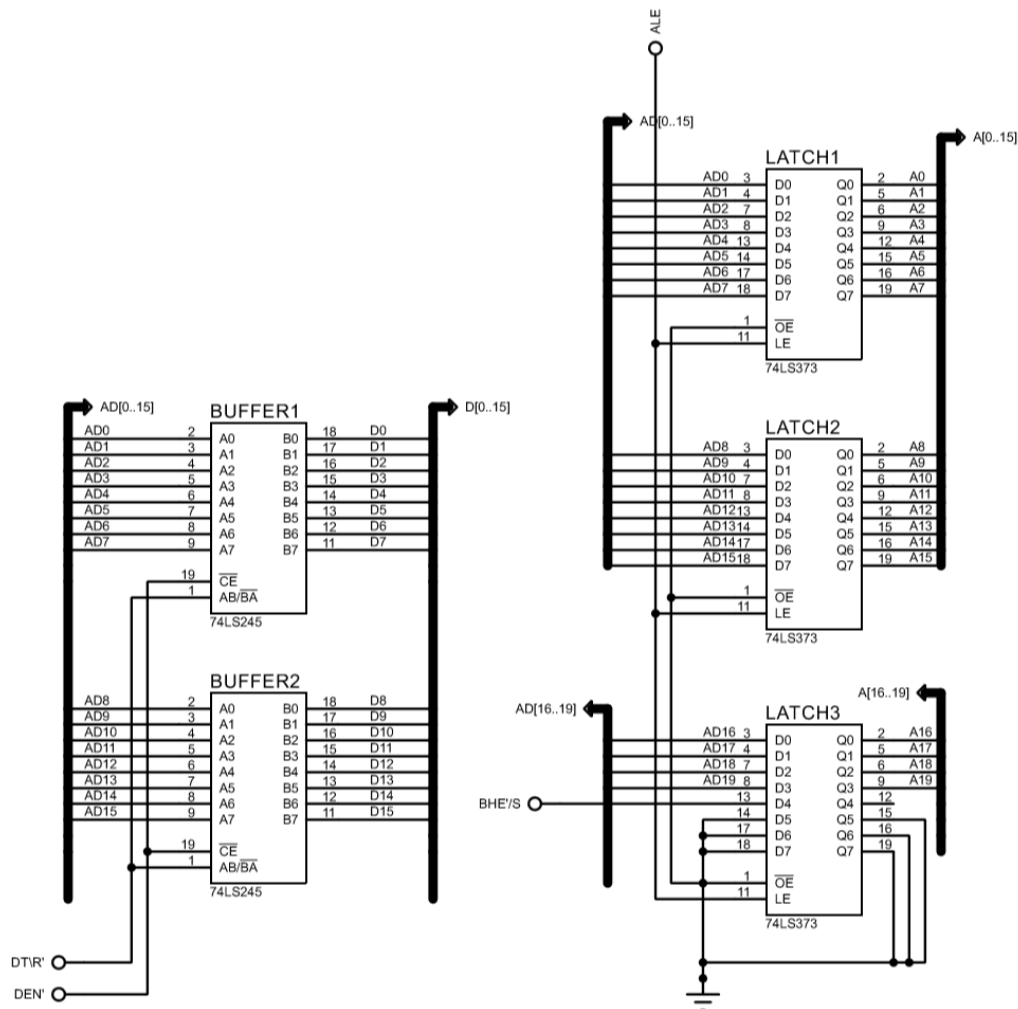 ALE
AD[0..15]
A[0..15]
LATCH1
AD0 3 D0 Q0 2 A0
AD1 4 D1 Q1 5 A1
AD2 7 D2 Q2 6 A2
AD3 8 D3 Q3 9 A3
AD4 13 D4 Q4 12 A4
AD5 14 D5 Q5 15 A5
AD6 17 D6 Q6 16 A6
AD7 18 D7 Q7 19 A7
1 OE
11 LE
74LS373
AD[0..15]
D[0..15]
BUFFER1
AD0 2 A0 B0 18 D0
AD1 3 A1 B1 17 D1
AD2 4 A2 B2 16 D2
AD3 5 A3 B3 15 D3
AD4 6 A4 B4 14 D4
AD5 7 A5 B5 13 D5
AD6 8 A6 B6 12 D6
AD7 9 A7 B7 11 D7
19 CE
1 AB/BA
74LS245
LATCH2
AD8 3 D0 Q0 2 A8
AD9 4 D1 Q1 5 A9
AD10 7 D2 Q2 6 A10
AD11 8 D3 Q3 9 A11
AD12 13 D4 Q4 12 A12
AD13 14 D5 Q5 15 A13
AD14 17 D6 Q6 16 A14
AD15 18 D7 Q7 19 A15
1 OE
11 LE
74LS373
BUFFER2
AD8 2 A0 B0 18 D8
AD9 3 A1 B1 17 D9
AD10 4 A2 B2 16 D10
AD11 5 A3 B3 15 D11
AD12 6 A4 B4 14 D12
AD13 7 A5 B5 13 D13
AD14 8 A6 B6 12 D14
AD15 9 A7 B7 11 D15
19 CE
1 AB/BA
74LS245
AD[16..19]
A[16..19]
LATCH3
AD16 3 D0 Q0 2 A16
AD17 4 D1 Q1 5 A17
AD18 7 D2 Q2 6 A18
AD19 8 D3 Q3 9 A19
BHE'/S 13 D4 Q4 12
14 D5 Q5 15
17 D6 Q6 16
18 D7 Q7 19
1 OE
11 LE
74LS373
DT\R'
DEN'